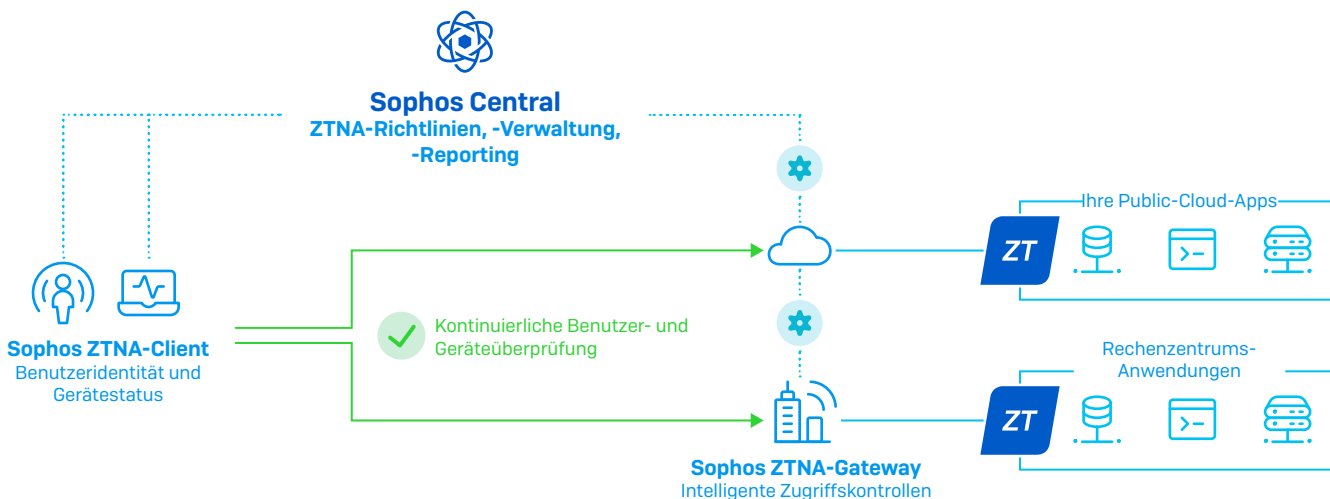 Sophos Central
ZTNA-Richtlinien, -Verwaltung,
-Reporting
Ihre Public-Cloud-Apps
ZT
Kontinuierliche Benutzer- und
Geräteüberprüfung
Sophos ZTNA-Client
Benutzeridentität und
Gerätestatus
Rechenzentrums-
Anwendungen
ZT
Sophos ZTNA-Gateway
Intelligente Zugriffskontrollen